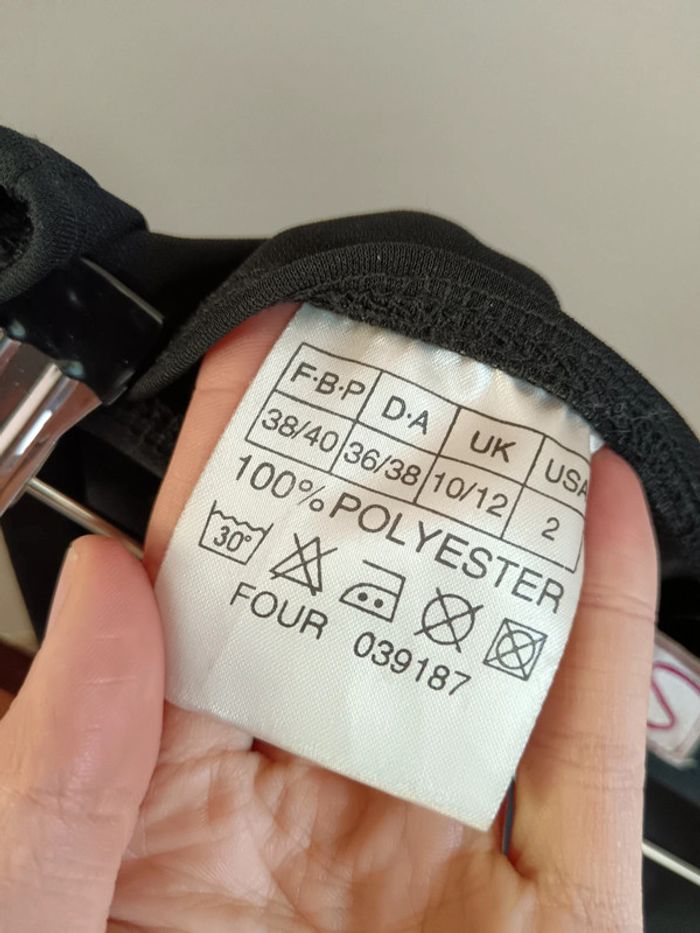 F·B·P D·A UK USA
38/40 36/38 10/12 2
100% POLYESTER
30°
FOUR 039187